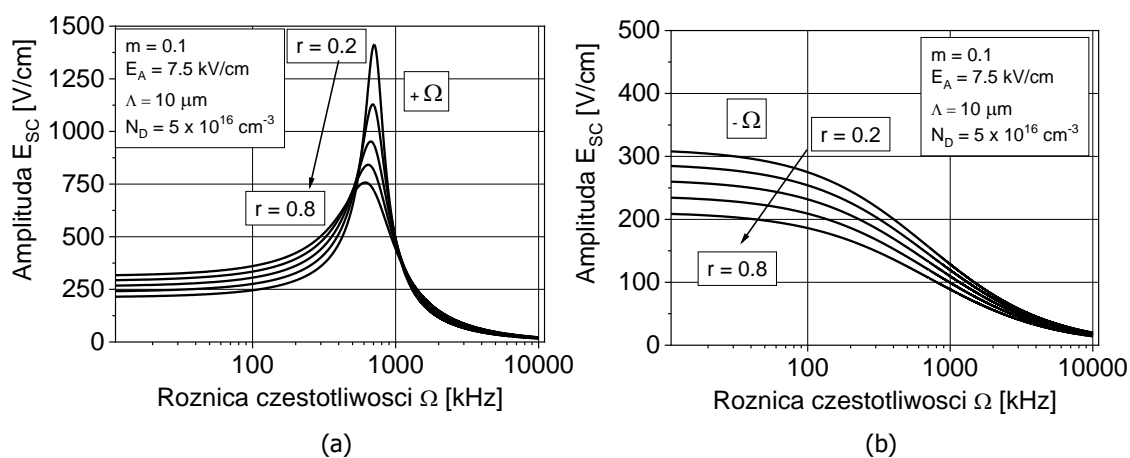 Amplituda E_SC [V/cm]
1500
1250
1000
750
500
250
0
m = 0.1
E_A = 7.5 kV/cm
Λ = 10 μm
N_D = 5 x 10^16 cm^-3
r = 0.2
+ Ω
r = 0.8
100
1000
10000
Roznica czestotliwosci Ω [kHz]
(a)
Amplituda E_SC [V/cm]
500
400
300
200
100
0
m = 0.1
E_A = 7.5 kV/cm
Λ = 10 μm
N_D = 5 x 10^16 cm^-3
- Ω
r = 0.2
r = 0.8
100
1000
10000
Roznica czestotliwosci Ω [kHz]
(b)